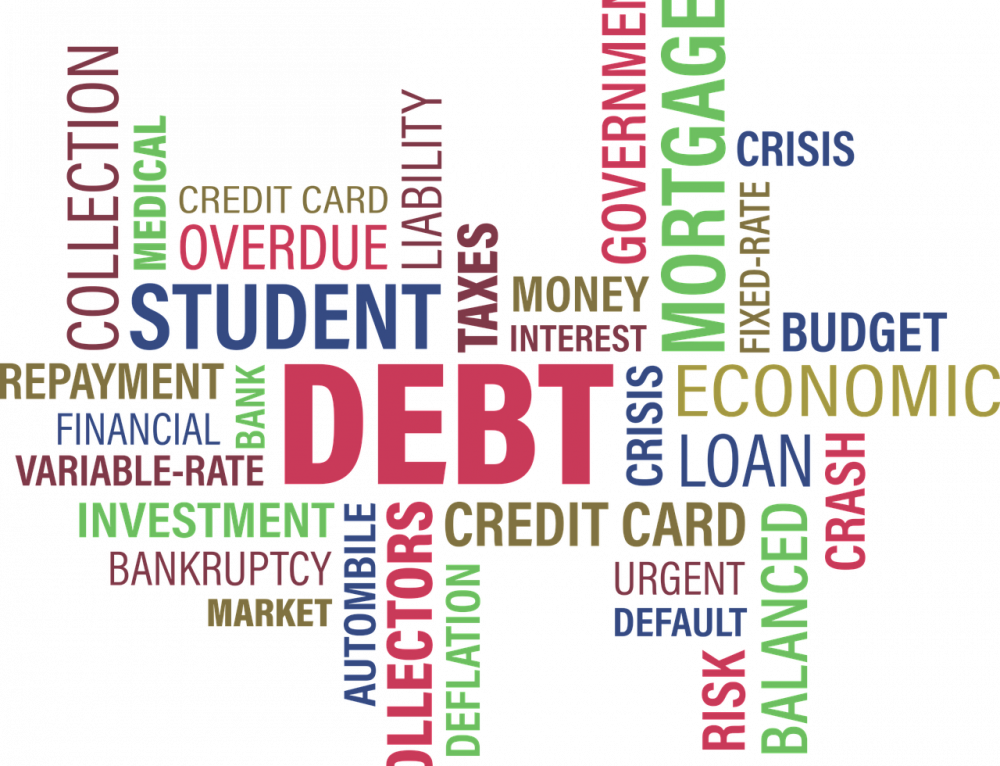 COLLECTION
MEDICAL
CREDIT CARD
OVERDUE
LIABILITY
STUDENT
TAXES
GOVERNMEN
MORTGAGE
CRISIS
FIXED-RATE
MONEY
INTEREST
BUDGET
REPAYMENT
FINANCIAL
VARIABLE-RATE
BANK
DEBT
CRISIS
ECONOMIC
LOAN
CRASH
INVESTMENT
BANKRUPTCY
MARKET
AUTOMBILE
OLLECTORS
DEFLATION
CREDIT CARD
URGENT
DEFAULT
RISK
BALANCED